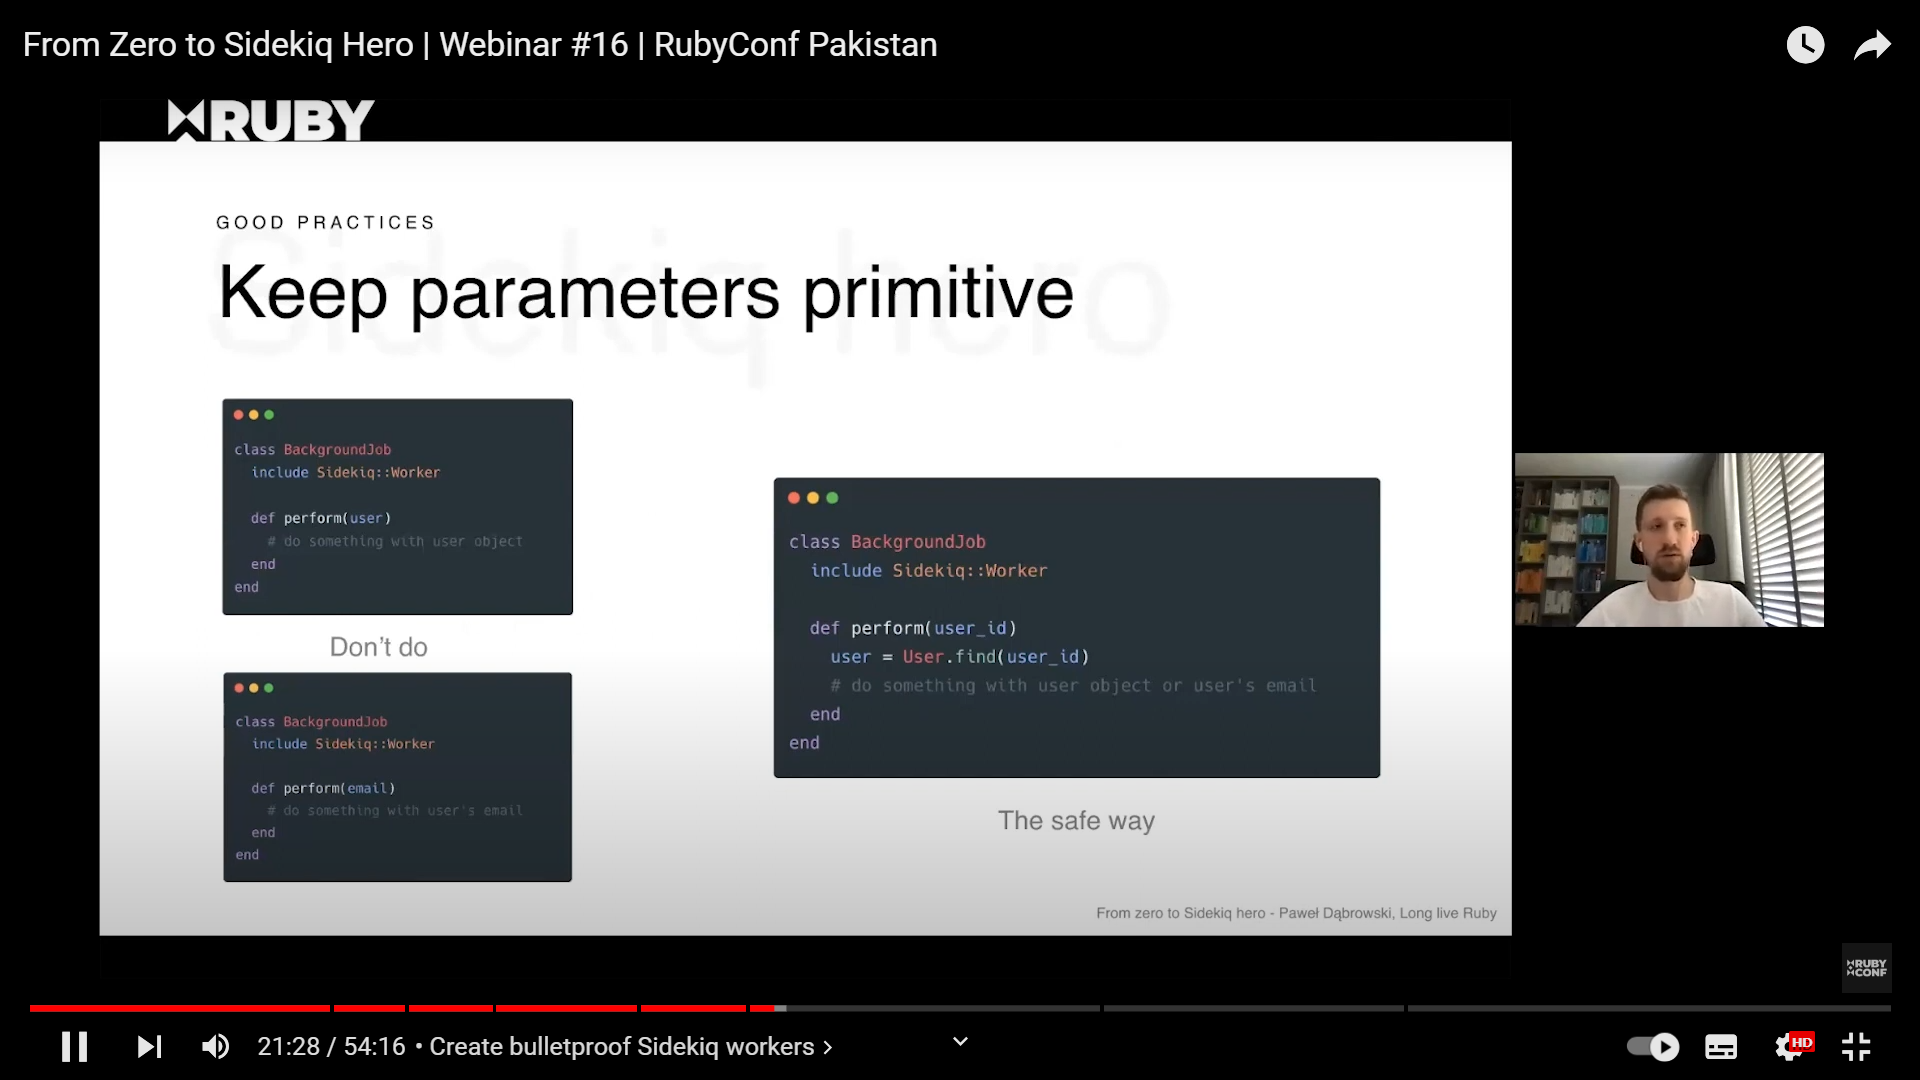 From Zero to Sidekiq Hero | Webinar #16 | RubyConf Pakistan
RUBY
GOOD PRACTICES
Sidekiq hero
Keep parameters primitive
class BackgroundJob
include Sidekiq::Worker
def perform(user)
# do something with user object
end
end
Don't do
class BackgroundJob
include Sidekiq::Worker
def perform(email)
# do something with user's email
end
end
class BackgroundJob
include Sidekiq::Worker
def perform(user_id)
user = User.find(user_id)
# do something with user object or user's email
end
end
The safe way
From zero to Sidekiq hero - Paweł Dąbrowski, Long live Ruby
RUBY
CONF
21:28 / 54:16 • Create bulletproof Sidekiq workers >
HD